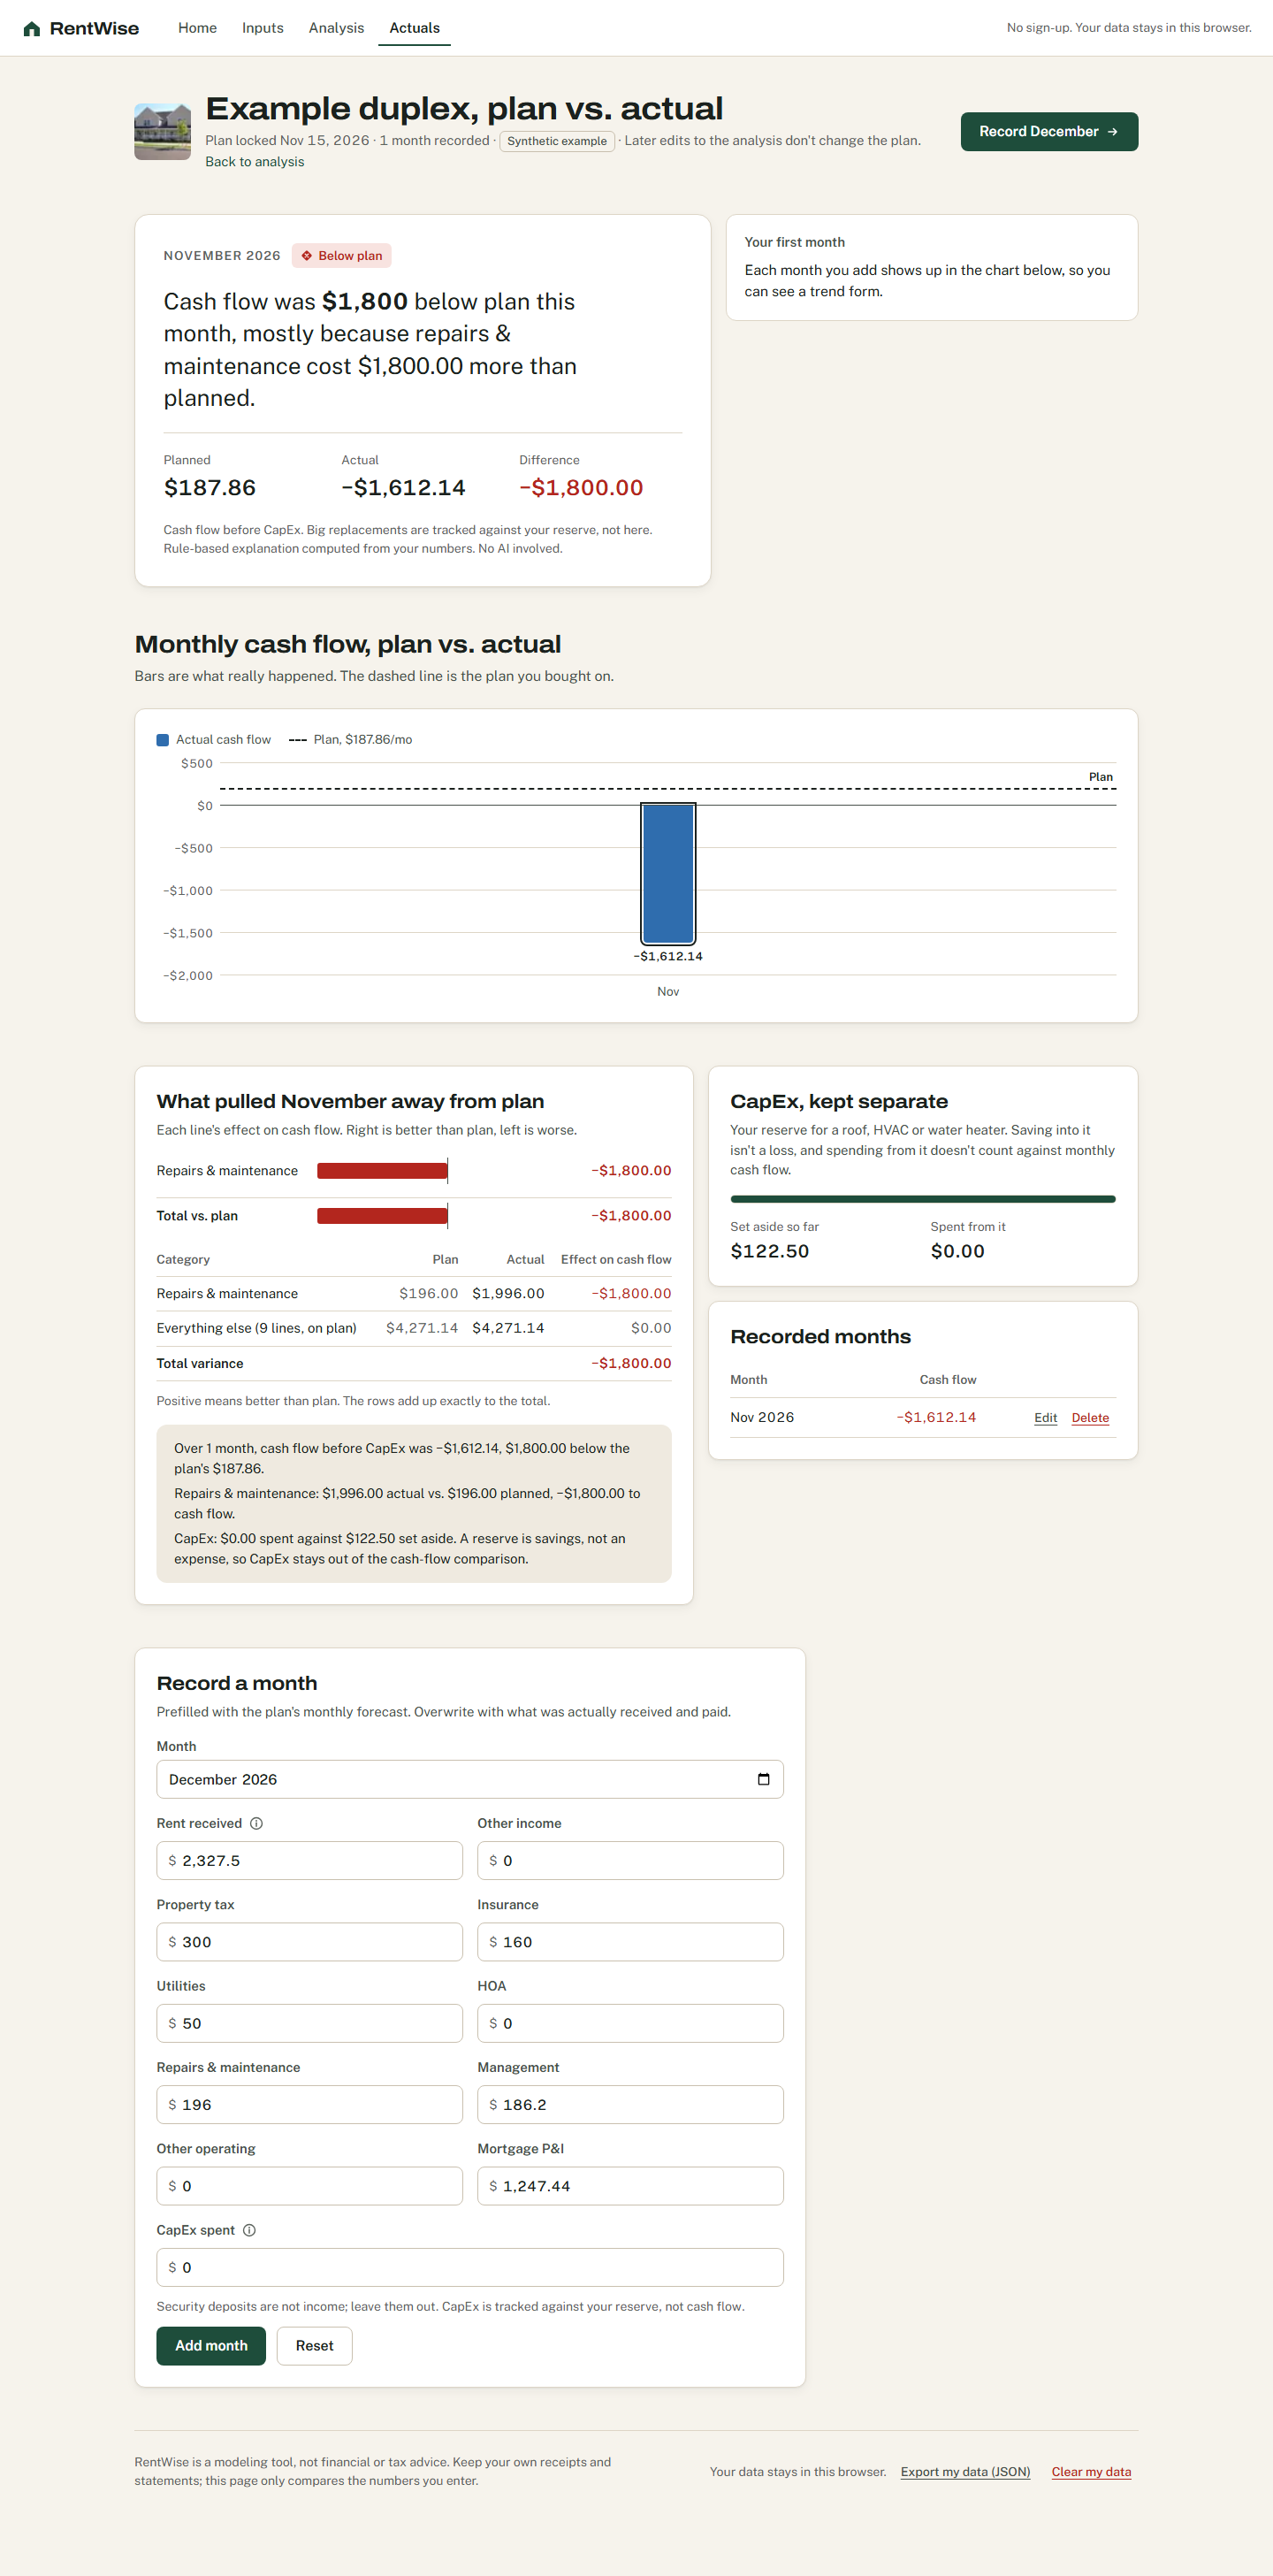 RentWise
Home
Inputs
Analysis
Actuals
No sign-up. Your data stays in this browser.
Example duplex, plan vs. actual
Plan locked Nov 15, 2026 · 1 month recorded · Synthetic example · Later edits to the analysis don't change the plan.
Back to analysis
Record December →
NOVEMBER 2026
Below plan
Cash flow was $1,800 below plan this
month, mostly because repairs &
maintenance cost $1,800.00 more than
planned.
Planned
Actual
Difference
$187.86
−$1,612.14
−$1,800.00
Cash flow before CapEx. Big replacements are tracked against your reserve, not here.
Rule-based explanation computed from your numbers. No AI involved.
Your first month
Each month you add shows up in the chart below, so you
can see a trend form.
Monthly cash flow, plan vs. actual
Bars are what really happened. The dashed line is the plan you bought on.
Actual cash flow
Plan, $187.86/mo
$500
Plan
$0
−$500
−$1,000
−$1,500
−$1,612.14
−$2,000
Nov
What pulled November away from plan
Each line's effect on cash flow. Right is better than plan, left is worse.
Repairs & maintenance −$1,800.00
Total vs. plan −$1,800.00
Category Plan Actual Effect on cash flow
Repairs & maintenance $196.00 $1,996.00 −$1,800.00
Everything else (9 lines, on plan) $4,271.14 $4,271.14 $0.00
Total variance −$1,800.00
Positive means better than plan. The rows add up exactly to the total.
Over 1 month, cash flow before CapEx was −$1,612.14, $1,800.00 below the
plan's $187.86.
Repairs & maintenance: $1,996.00 actual vs. $196.00 planned, −$1,800.00 to
cash flow.
CapEx: $0.00 spent against $122.50 set aside. A reserve is savings, not an
expense, so CapEx stays out of the cash-flow comparison.
CapEx, kept separate
Your reserve for a roof, HVAC or water heater. Saving into it
isn't a loss, and spending from it doesn't count against monthly
cash flow.
Set aside so far
Spent from it
$122.50
$0.00
Recorded months
Month Cash flow
Nov 2026 −$1,612.14 Edit Delete
Record a month
Prefilled with the plan's monthly forecast. Overwrite with what was actually received and paid.
Month
December 2026
Rent received
Other income
$ 2,327.5
$ 0
Property tax
Insurance
$ 300
$ 160
Utilities
HOA
$ 50
$ 0
Repairs & maintenance
Management
$ 196
$ 186.2
Other operating
Mortgage P&I
$ 0
$ 1,247.44
CapEx spent
$ 0
Security deposits are not income; leave them out. CapEx is tracked against your reserve, not cash flow.
Add month
Reset
RentWise is a modeling tool, not financial or tax advice. Keep your own receipts and
statements; this page only compares the numbers you enter.
Your data stays in this browser.
Export my data (JSON)
Clear my data